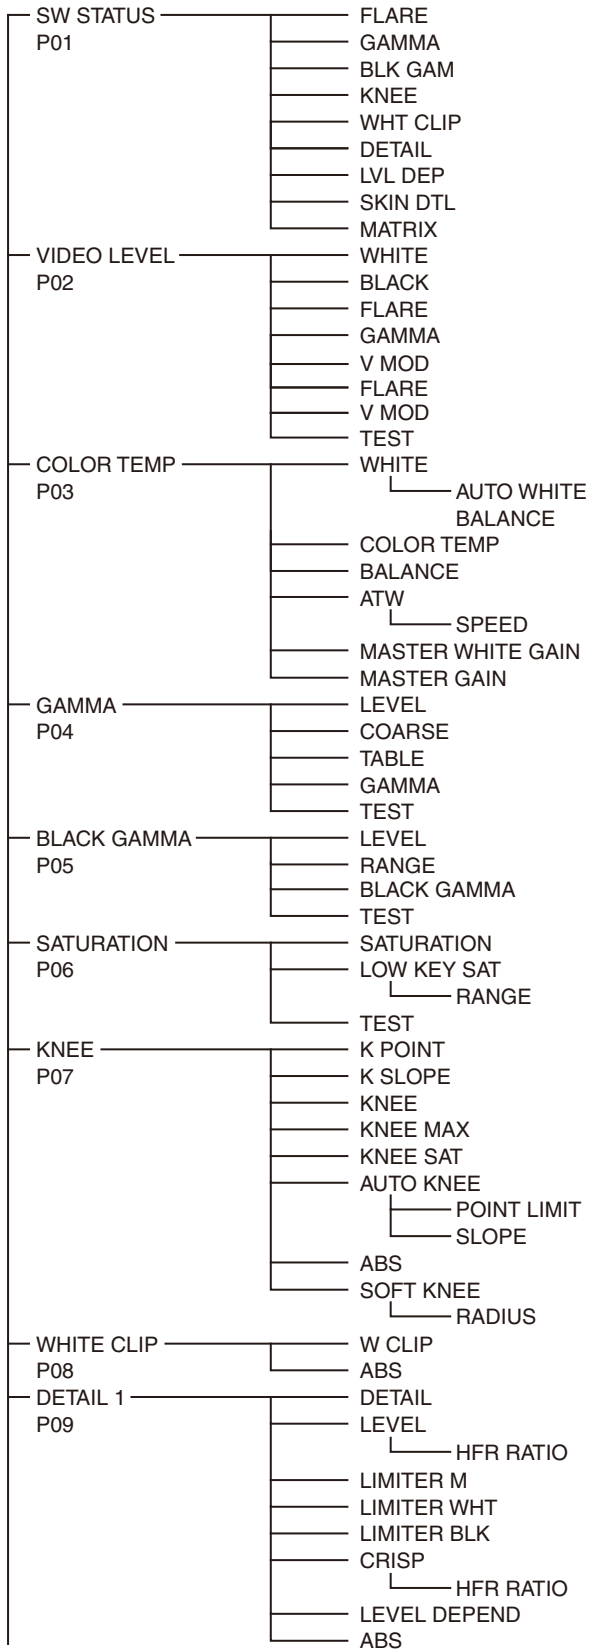 SW STATUS
P01
FLARE
GAMMA
BLK GAM
KNEE
WHT CLIP
DETAIL
LVL DEP
SKIN DTL
MATRIX
VIDEO LEVEL
P02
WHITE
BLACK
FLARE
GAMMA
V MOD
FLARE
V MOD
TEST
COLOR TEMP
P03
WHITE
AUTO WHITE
BALANCE
COLOR TEMP
BALANCE
ATW
SPEED
MASTER WHITE GAIN
MASTER GAIN
GAMMA
P04
LEVEL
COARSE
TABLE
GAMMA
TEST
BLACK GAMMA
P05
LEVEL
RANGE
BLACK GAMMA
TEST
SATURATION
P06
SATURATION
LOW KEY SAT
RANGE
TEST
KNEE
P07
K POINT
K SLOPE
KNEE
KNEE MAX
KNEE SAT
AUTO KNEE
POINT LIMIT
SLOPE
ABS
SOFT KNEE
RADIUS
WHITE CLIP
P08
W CLIP
ABS
DETAIL 1
P09
DETAIL
LEVEL
HFR RATIO
LIMITER M
LIMITER WHT
LIMITER BLK
CRISP
HFR RATIO
LEVEL DEPEND
ABS